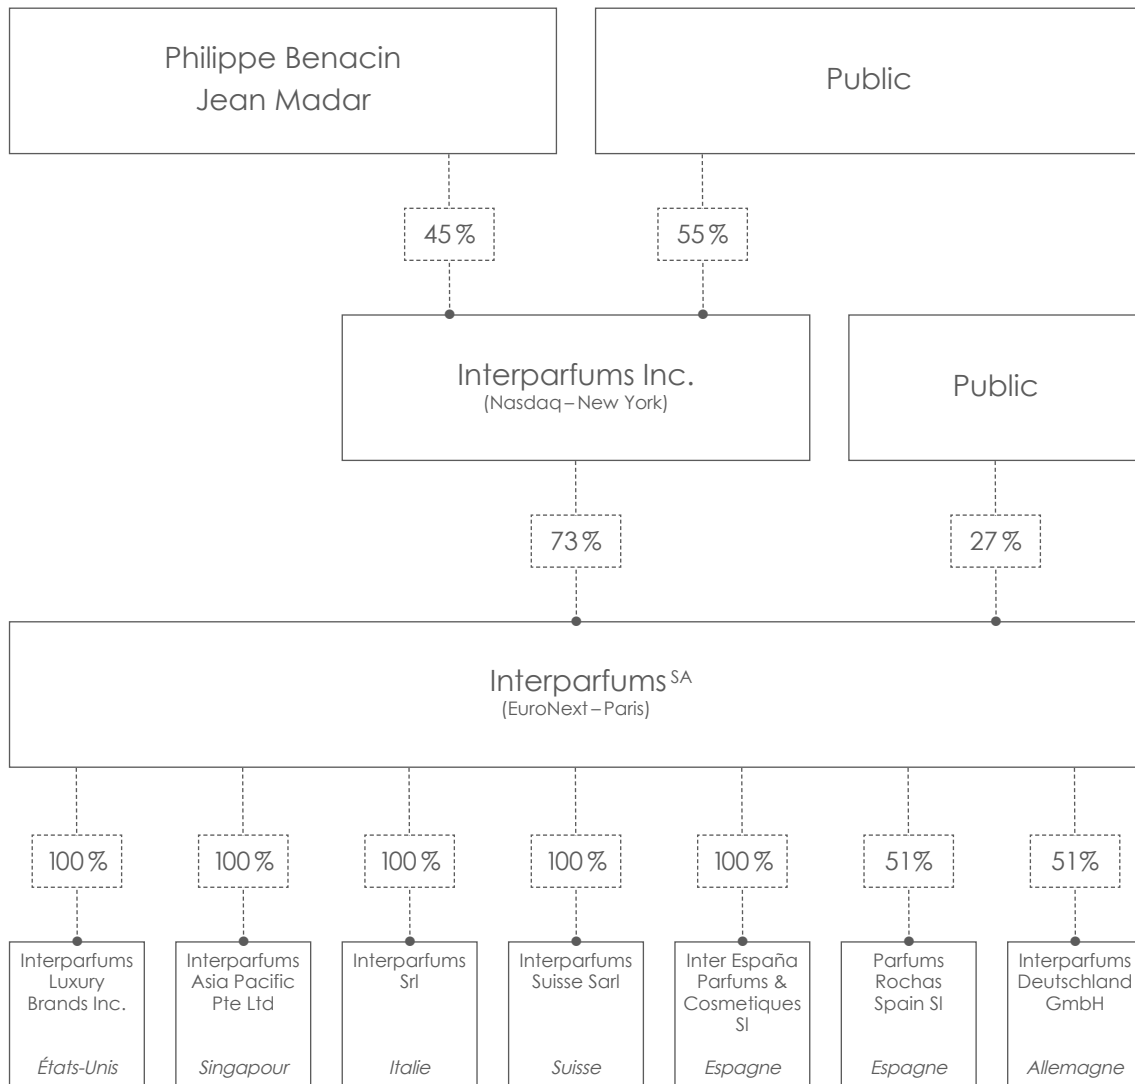 Philippe Benacin
Jean Madar
Public
45 %
55 %
Interparfums Inc.
(Nasdaq – New York)
Public
73 %
27 %
Interparfums SA
(EuroNext – Paris)
100 %
100 %
100 %
100 %
100 %
51 %
51 %
Interparfums
Luxury
Brands Inc.
États-Unis
Interparfums
Asia Pacific
Pte Ltd
Singapour
Interparfums
Srl
Italie
Interparfums
Suisse Sarl
Suisse
Inter España
Parfums &
Cosmetiques
Sl
Espagne
Parfums
Rochas
Spain Sl
Espagne
Interparfums
Deutschland
GmbH
Allemagne